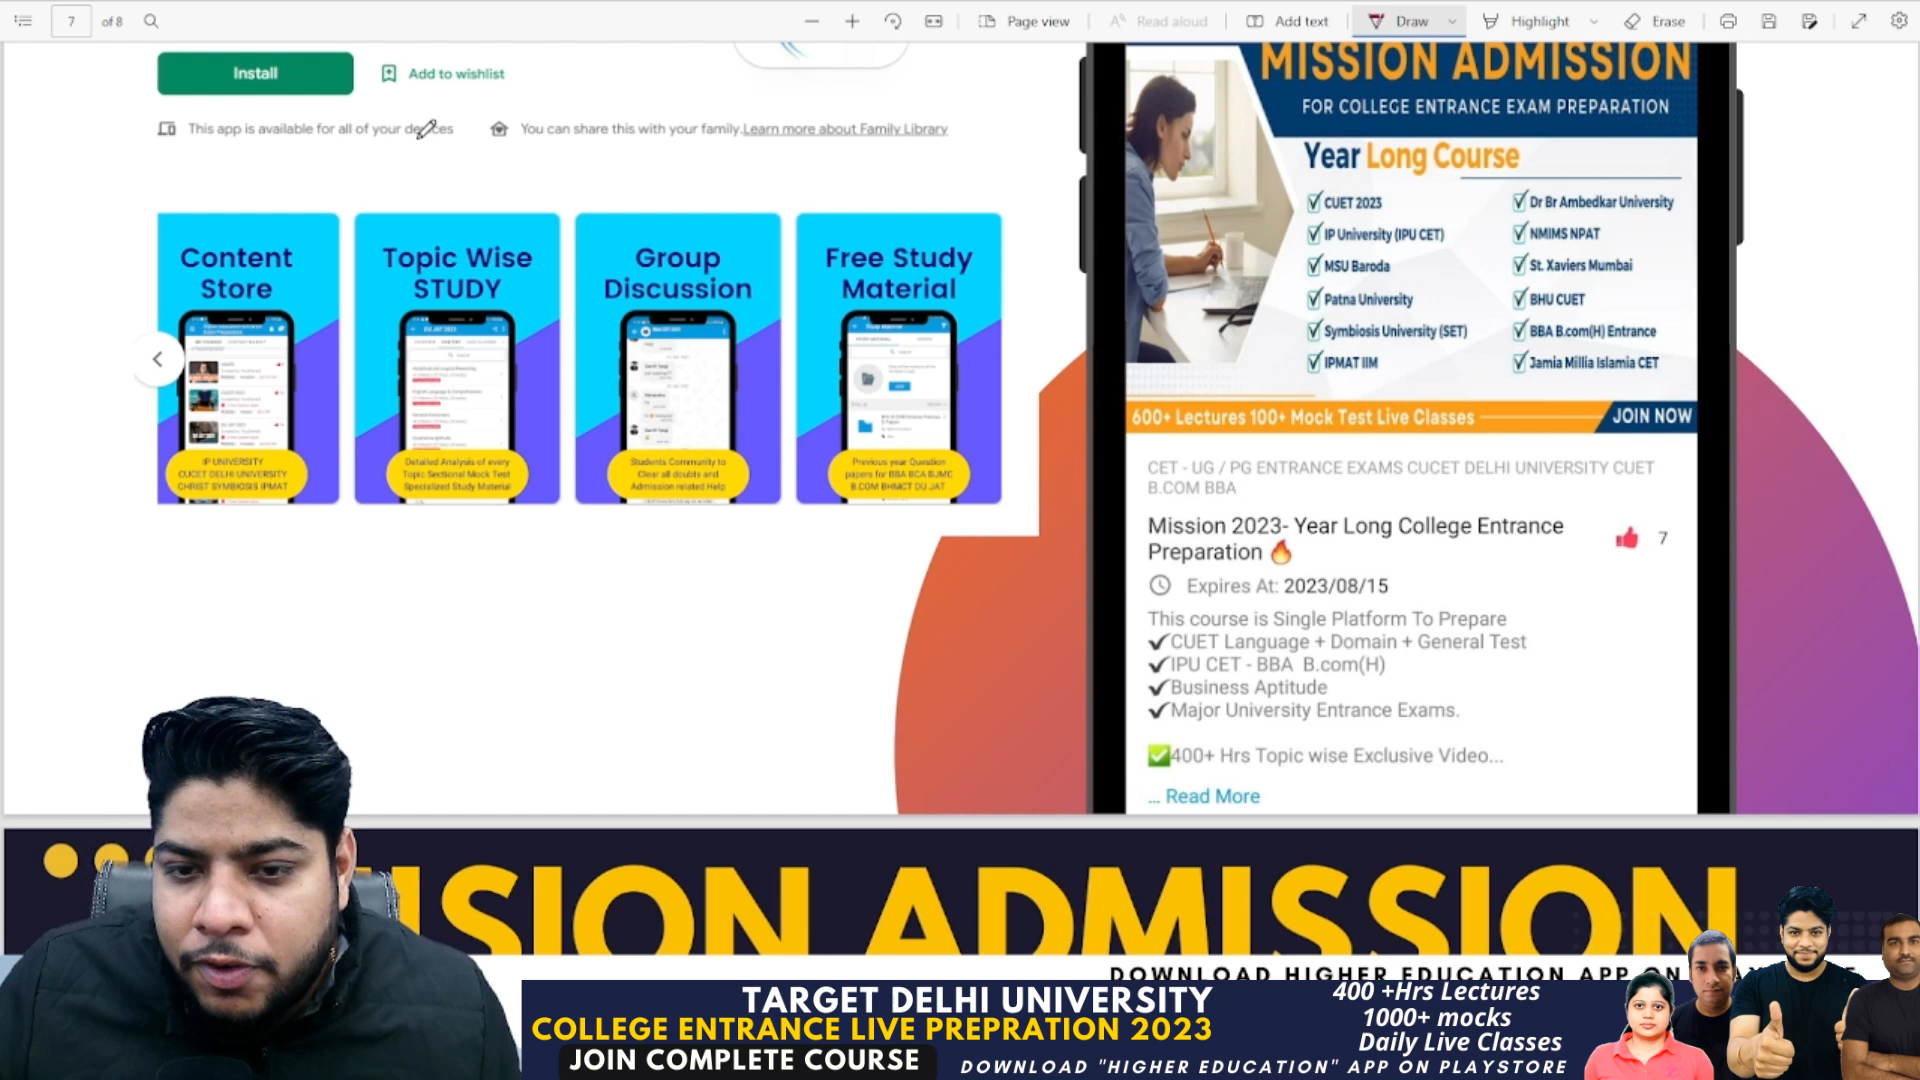 7 of 8
Page view
Read aloud
Add text
Draw
Highlight
Erase
Install
Add to wishlist
This app is available for all of your devices
You can share this with your family. Learn more about Family Library
Content
Store
IP UNIVERSITY
CUCET DELHI UNIVERSITY
CHRIST SYMBIOSIS IPMAT
Topic Wise
STUDY
Detailed Analysis of every
Topic Sectional Mock Test
Specialized Study Material
Group
Discussion
Students Community to
Clear all doubts and
Admission related Help
Free Study
Material
Previous year Question
papers for BBA BCA BJMC
B.COM BHMCT DU JAT
MISSION ADMISSION
FOR COLLEGE ENTRANCE EXAM PREPARATION
Year Long Course
CUET 2023
IP University (IPU CET)
MSU Baroda
Patna University
Symbiosis University (SET)
IPMAT IIM
Dr Br Ambedkar University
NMIMS NPAT
St. Xaviers Mumbai
BHU CUET
BBA B.com(H) Entrance
Jamia Millia Islamia CET
600+ Lectures 100+ Mock Test Live Classes
JOIN NOW
CET - UG / PG ENTRANCE EXAMS CUCET DELHI UNIVERSITY CUET
B.COM BBA
Mission 2023- Year Long College Entrance
Preparation 🔥
7
Expires At: 2023/08/15
This course is Single Platform To Prepare
✔CUET Language + Domain + General Test
✔IPU CET - BBA B.com(H)
✔Business Aptitude
✔Major University Entrance Exams.
✅400+ Hrs Topic wise Exclusive Video...
... Read More
SION ADMISSION
DOWNLOAD HIGHER EDUCATION APP ON
TARGET DELHI UNIVERSITY
COLLEGE ENTRANCE LIVE PREPRATION 2023
JOIN COMPLETE COURSE
400 +Hrs Lectures
1000+ mocks
Daily Live Classes
DOWNLOAD "HIGHER EDUCATION" APP ON PLAYSTORE